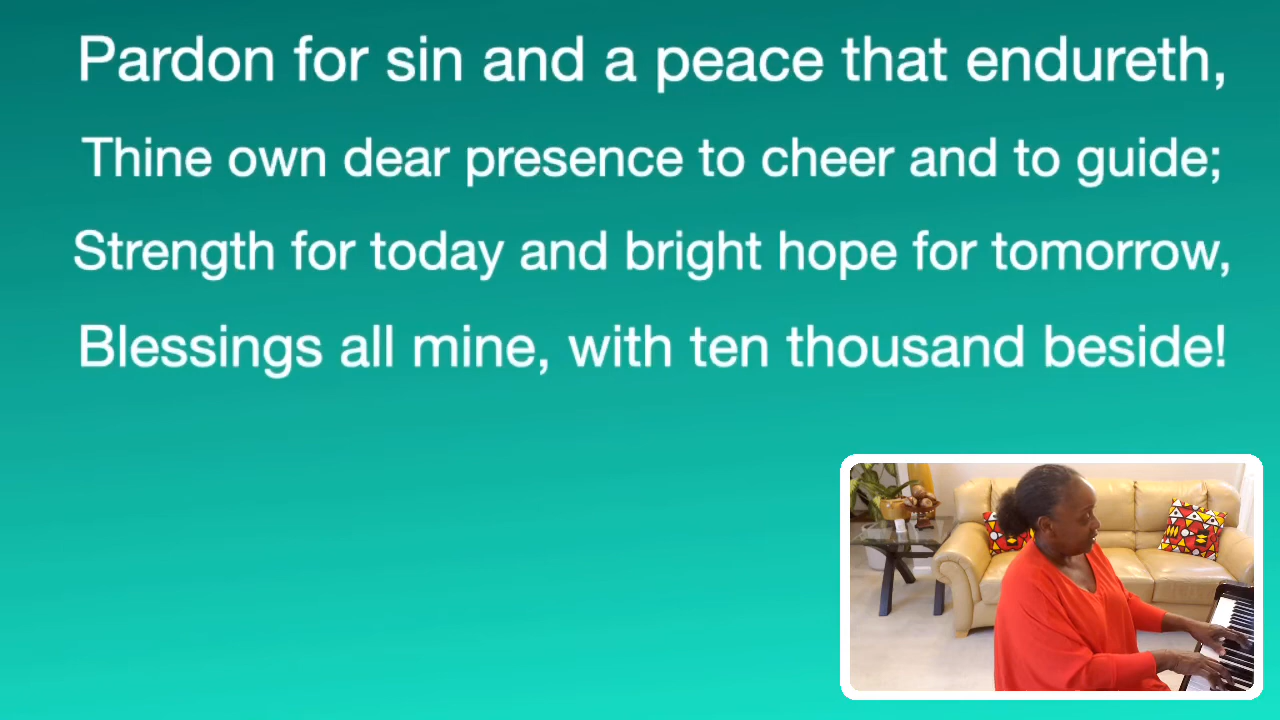 Pardon for sin and a peace that endureth,
Thine own dear presence to cheer and to guide;
Strength for today and bright hope for tomorrow,
Blessings all mine, with ten thousand beside!